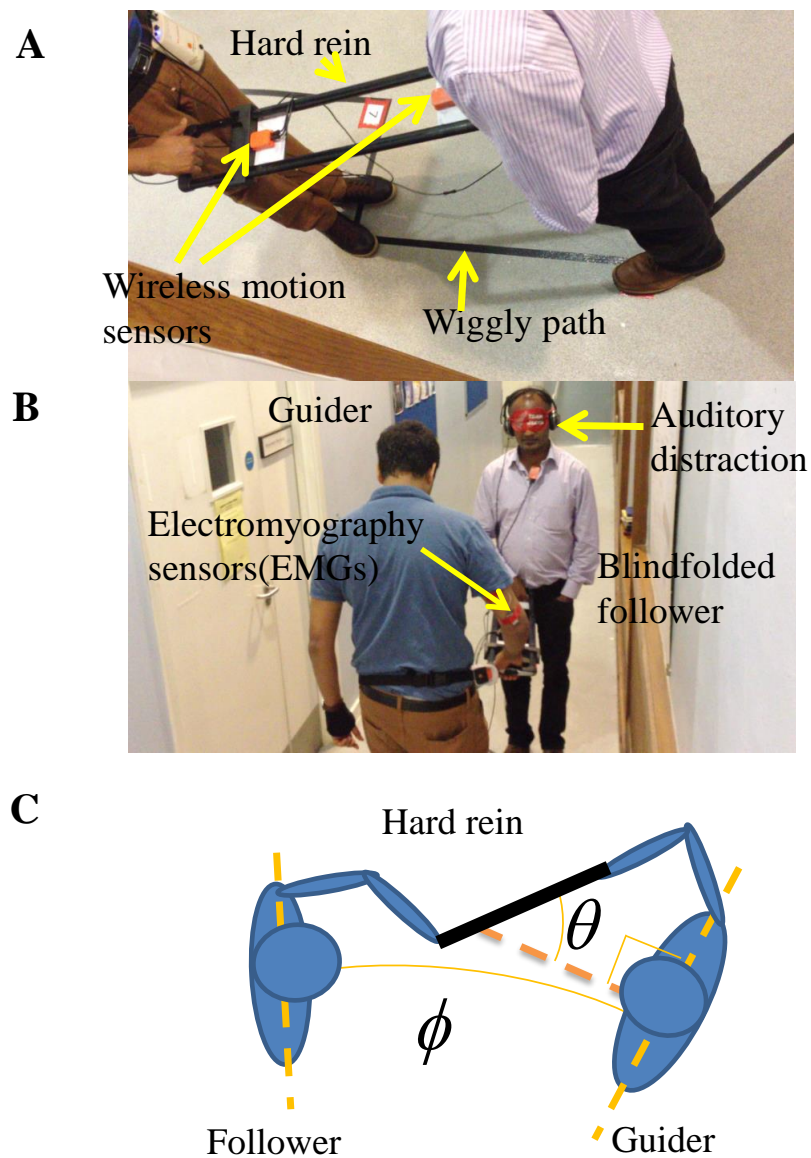 A
Hard rein
7
Wireless motion
sensors
Wiggly path
B
Guider
Auditory
distraction
Electromyography
sensors(EMGs)
Blindfolded
follower
C
Hard rein
θ
ϕ
Follower
Guider